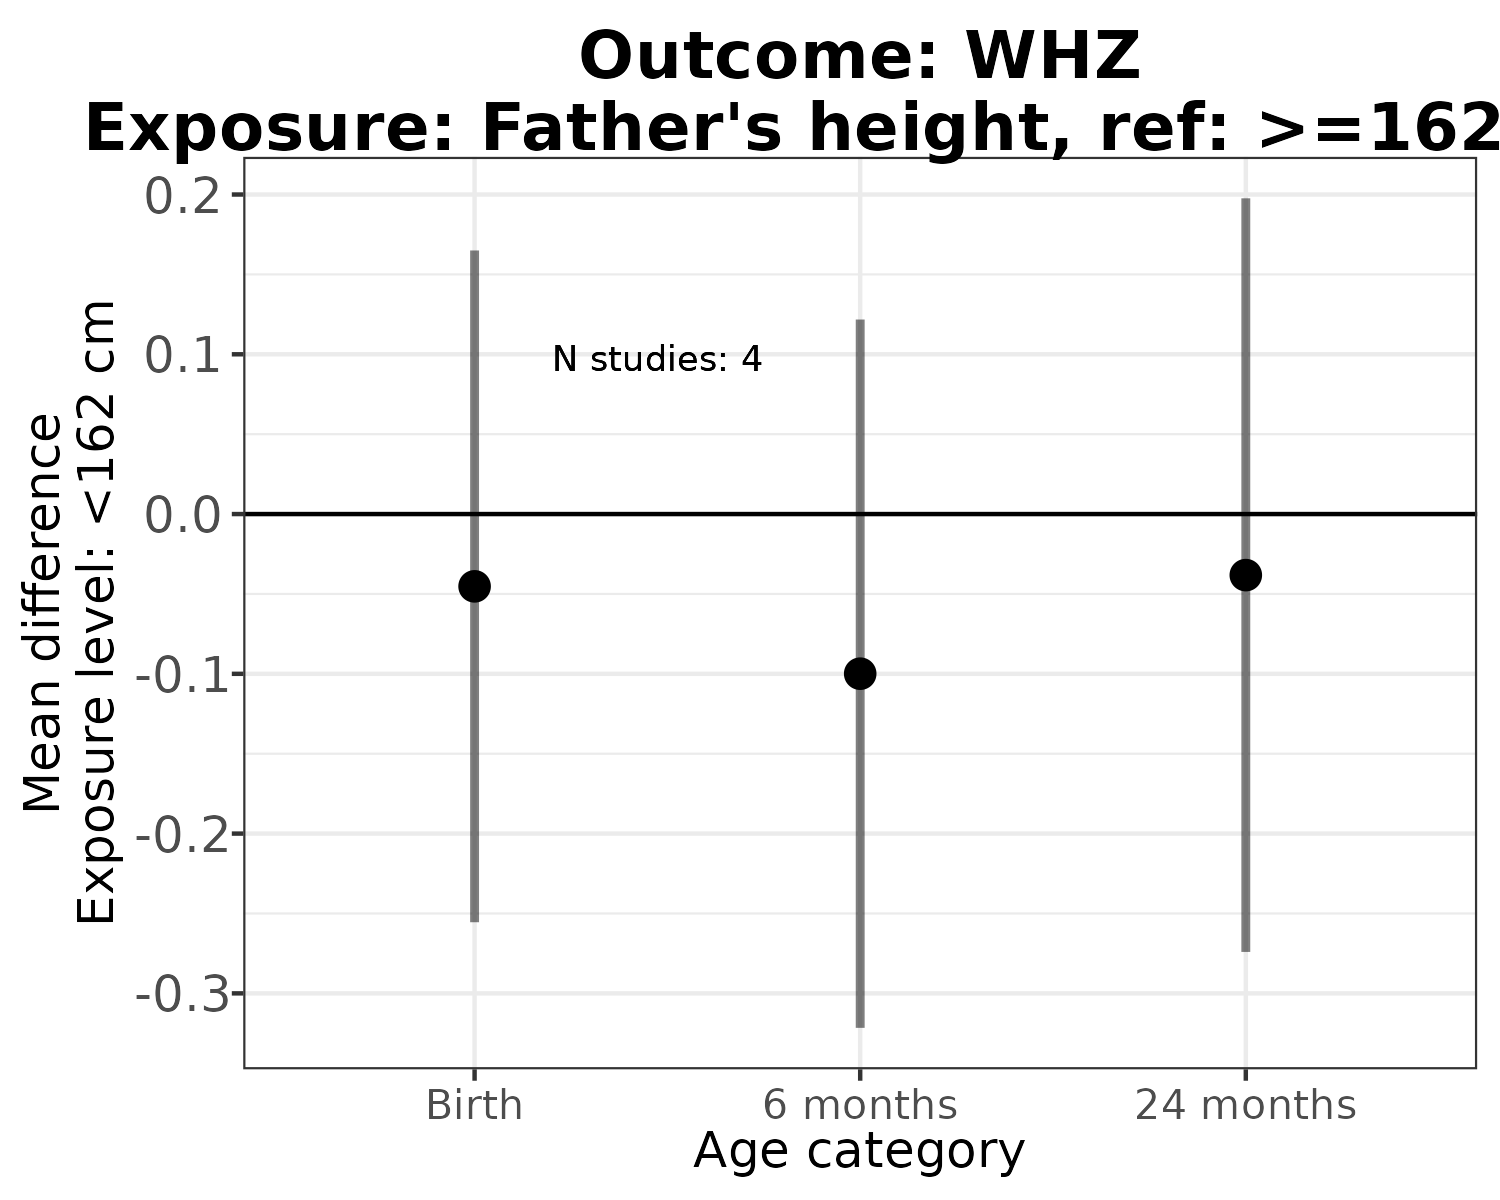 Outcome: WHZ
Exposure: Father's height, ref: >=162
Mean difference
Exposure level: <162 cm
0.2
0.1
0.0
-0.1
-0.2
-0.3
N studies: 4
Birth
6 months
24 months
Age category